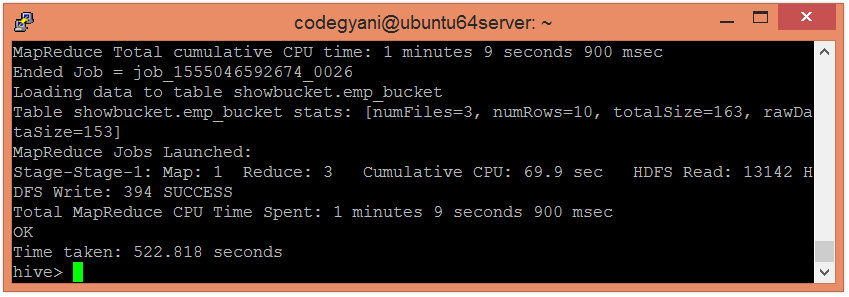 codegyani@ubuntu64server: ~
MapReduce Total cumulative CPU time: 1 minutes 9 seconds 900 msec
Ended Job = job_1555046592674_0026
Loading data to table showbucket.emp_bucket
Table showbucket.emp_bucket stats: [numFiles=3, numRows=10, totalSize=163, rawDa
taSize=153]
MapReduce Jobs Launched:
Stage-Stage-1: Map: 1  Reduce: 3   Cumulative CPU: 69.9 sec   HDFS Read: 13142 H
DFS Write: 394 SUCCESS
Total MapReduce CPU Time Spent: 1 minutes 9 seconds 900 msec
OK
Time taken: 522.818 seconds
hive>